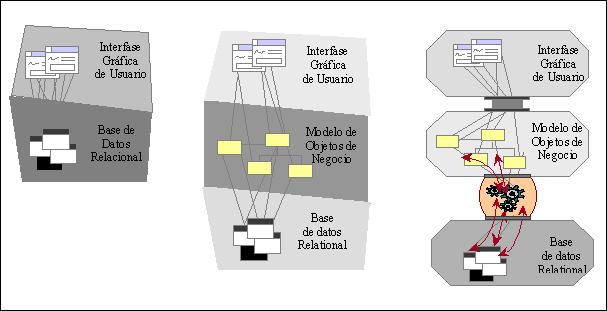 Interfase
Gráfica
de Usuario
Base de
Datos
Relacional
Interfase
Gráfica
de Usuario
Modelo de
Objetos de
Negocio
Base
de datos
Relational
Interfase
Gráfica
de Usuario
Modelo de
Objetos de
Negocio
Base
de datos
Relational